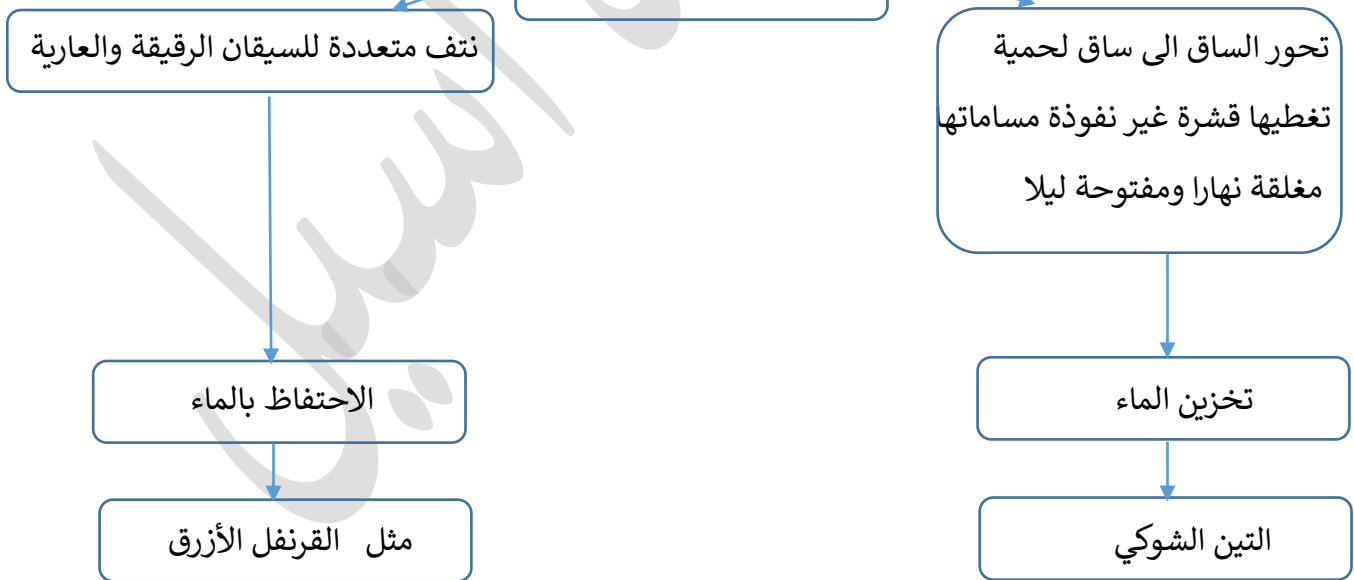 تحور الساق الى ساق لحمية
تغطيها قشرة غير نفوذة مساماتها
مغلقة نهارا ومفتوحة ليلا
تخزين الماء
التين الشوكي
نتف متعددة للسيقان الرقيقة والعارية
الاحتفاظ بالماء
مثل القرنفل الأزرق